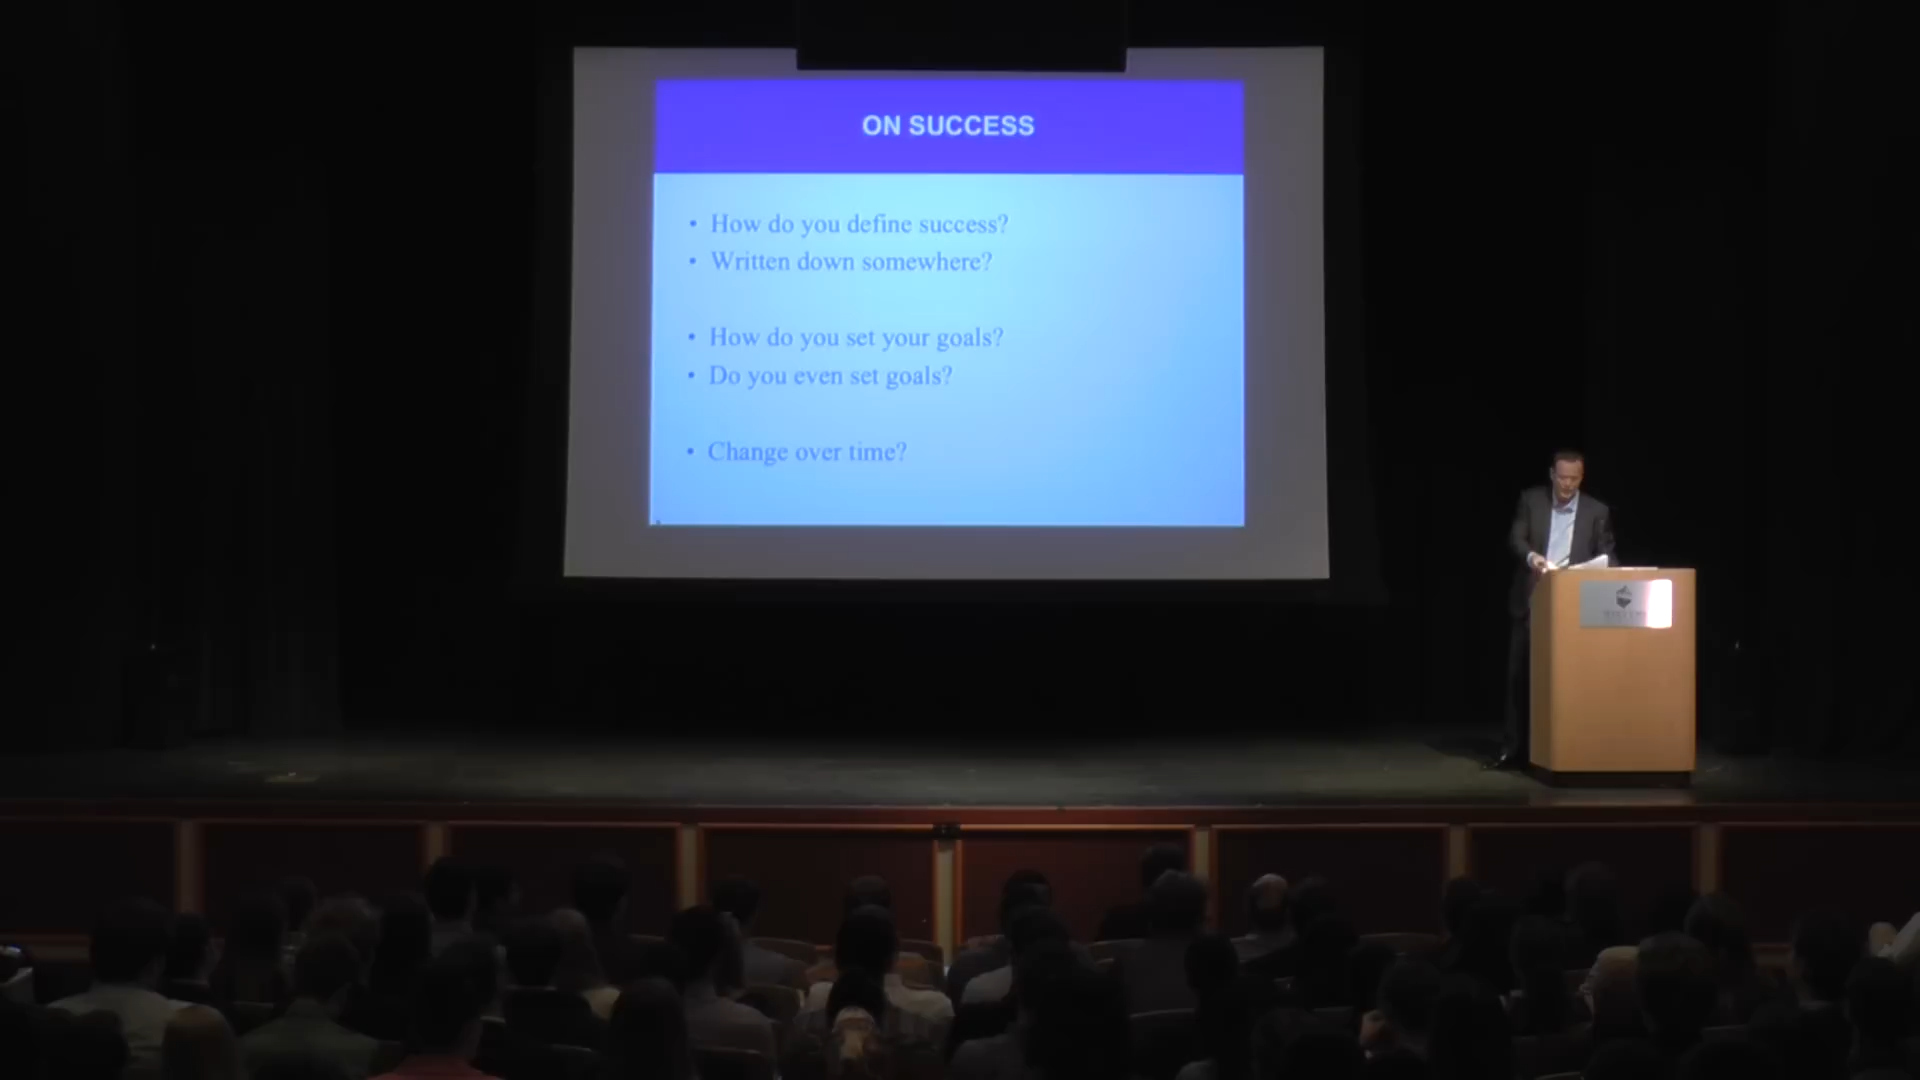 ON SUCCESS
• How do you define success?
• Written down somewhere?
• How do you set your goals?
• Do you even set goals?
• Change over time?